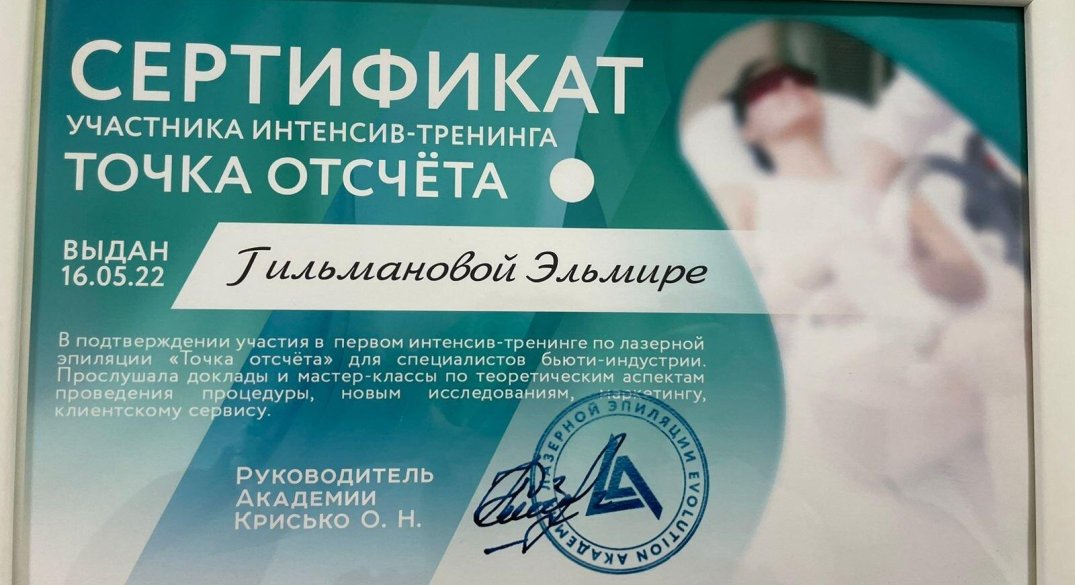 СЕРТИФИКАТ
УЧАСТНИКА ИНТЕНСИВ-ТРЕНИНГА
ТОЧКА ОТСЧЁТА
ВЫДАН
16.05.22
Гильмановой Эльмире
В подтверждении участия в первом интенсив-тренинге по лазерной
эпиляции «Точка отсчёта» для специалистов бьюти-индустрии.
Прослушала доклады и мастер-классы по теоретическим аспектам
проведения процедуры, новым исследованиям, маркетингу,
клиентскому сервису.
РУКОВОДИТЕЛЬ
АКАДЕМИИ
КРИСЬКО О. Н.
АКАДЕМИЯ ЛАЗЕРНОЙ ЭПИЛЯЦИИ EVOLUTION